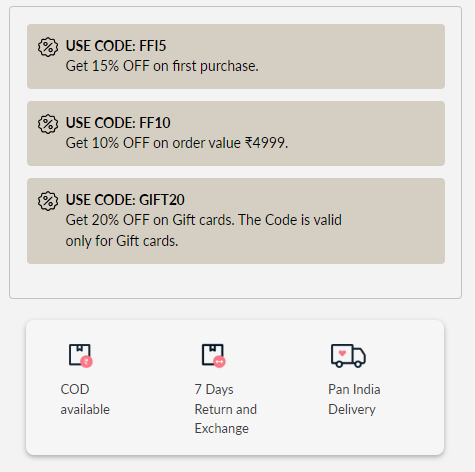 USE CODE: FFI5
Get 15% OFF on first purchase.
USE CODE: FF10
Get 10% OFF on order value ₹4999.
USE CODE: GIFT20
Get 20% OFF on Gift cards. The Code is valid
only for Gift cards.
COD
available
7 Days
Return and
Exchange
Pan India
Delivery